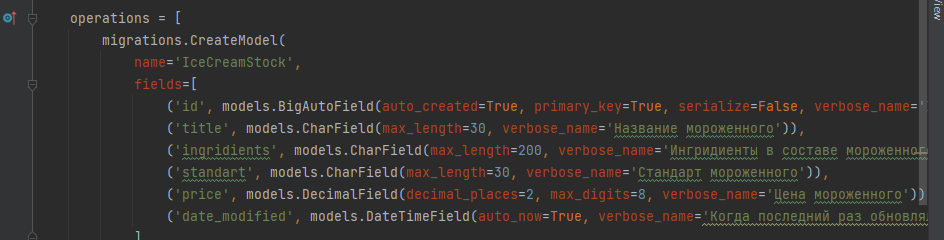 View
operations = [
migrations.CreateModel(
name='IceCreamStock',
fields=[
('id', models.BigAutoField(auto_created=True, primary_key=True, serialize=False, verbose_name='
('title', models.CharField(max_length=30, verbose_name='Название мороженного')),
('ingridients', models.CharField(max_length=200, verbose_name='Ингридиенты в составе мороженного
('standart', models.CharField(max_length=30, verbose_name='Стандарт мороженного')),
('price', models.DecimalField(decimal_places=2, max_digits=8, verbose_name='Цена мороженного'))
('date_modified', models.DateTimeField(auto_now=True, verbose_name='Когда последний раз обновлял
]